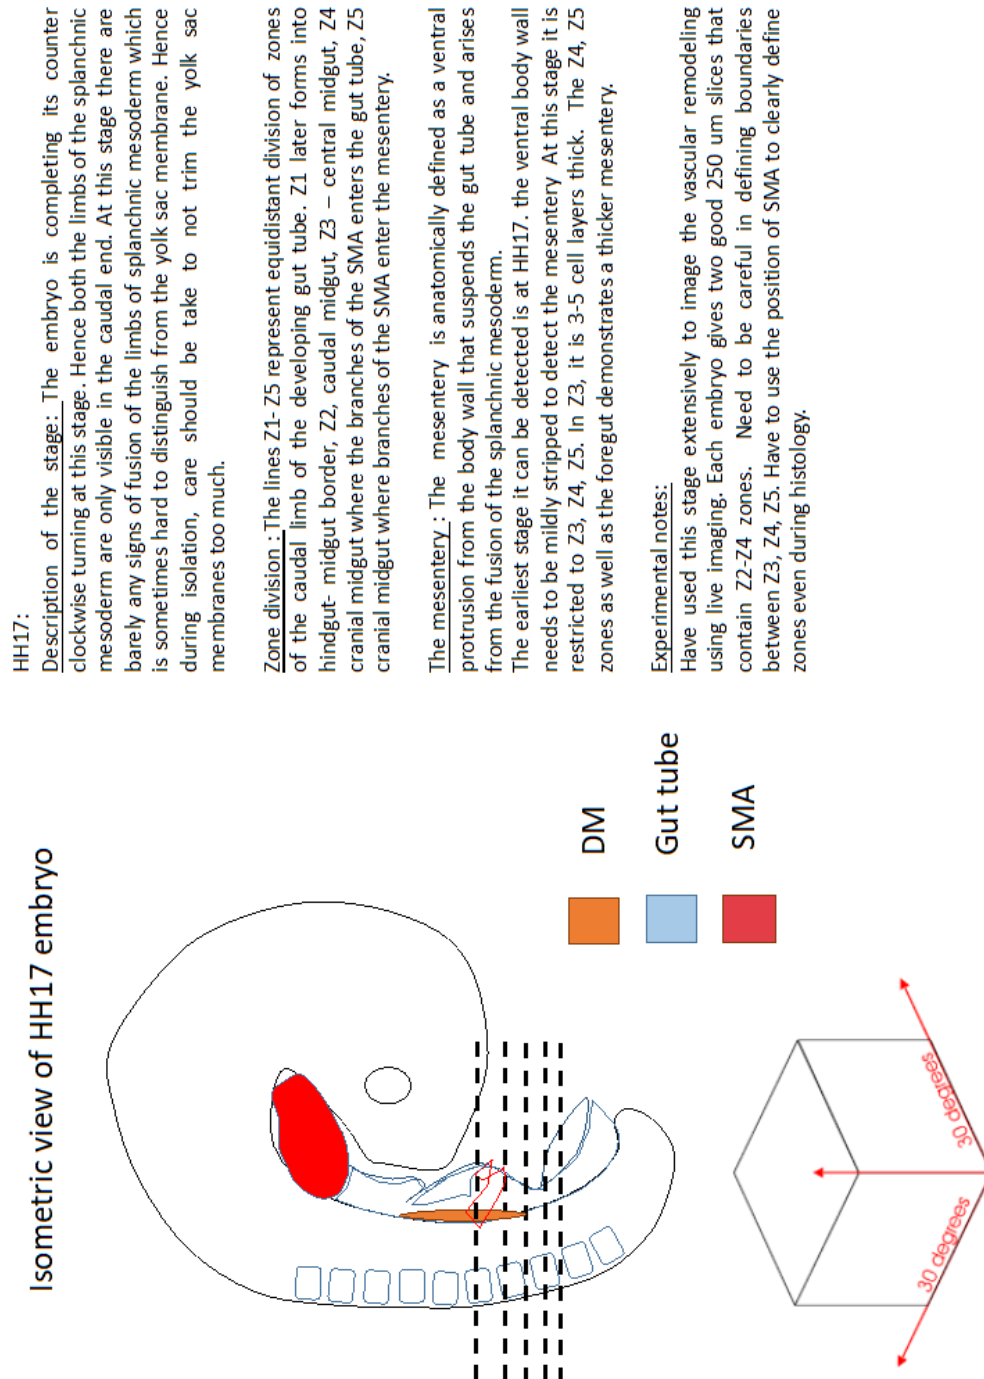 Isometric view of HH17 embryo
HH17:
Description of the stage: The embryo is completing its counter
clockwise turning at this stage. Hence both the limbs of the splanchnic
mesoderm are only visible in the caudal end. At this stage there are
barely any signs of fusion of the limbs of splanchnic mesoderm which
is sometimes hard to distinguish from the yolk sac membrane. Hence
during isolation, care should be take to not trim the yolk sac
membranes too much.
Zone division : The lines Z1- Z5 represent equidistant division of zones
of the caudal limb of the developing gut tube. Z1 later forms into
hindgut- midgut border, Z2, caudal midgut, Z3 – central midgut, Z4
cranial midgut where the branches of the SMA enters the gut tube, Z5
cranial midgut where branches of the SMA enter the mesentery.
The mesentery : The mesentery is anatomically defined as a ventral
protrusion from the body wall that suspends the gut tube and arises
from the fusion of the splanchnic mesoderm.
The earliest stage it can be detected is at HH17. the ventral body wall
needs to be mildly stripped to detect the mesentery. At this stage it is
restricted to Z3, Z4, Z5. In Z3, it is 3-5 cell layers thick. The Z4, Z5
zones as well as the foregut demonstrates a thicker mesentery.
Experimental notes:
Have used this stage extensively to image the vascular remodeling
using live imaging. Each embryo gives two good 250 um slices that
contain Z2-Z4 zones. Need to be careful in defining boundaries
between Z3, Z4, Z5. Have to use the position of SMA to clearly define
zones even during histology.
DM
Gut tube
SMA
30 degrees
30 degrees